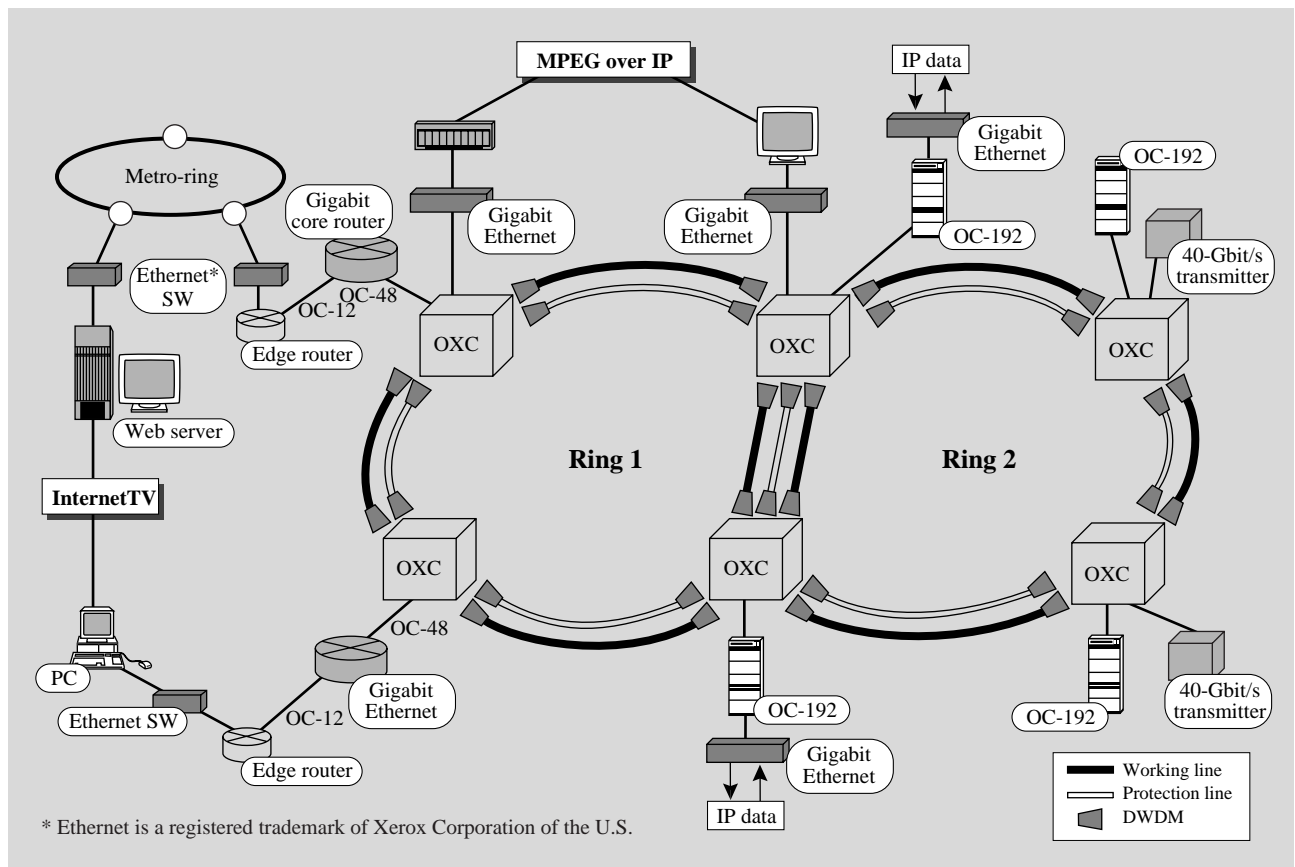 MPEG over IP
IP data
Gigabit
Ethernet
OC-192
Metro-ring
Gigabit
core router
Gigabit
Ethernet
Gigabit
Ethernet
OC-192
40-Gbit/s
transmitter
Ethernet*
SW
OC-48
OC-12
Edge router
OXC
OXC
OXC
Web server
Ring 1
Ring 2
InternetTV
OXC
OXC
OXC
OC-48
PC
Gigabit
Ethernet
Ethernet SW
OC-12
Edge router
OC-192
OC-192
40-Gbit/s
transmitter
Gigabit
Ethernet
IP data
Working line
Protection line
DWDM
* Ethernet is a registered trademark of Xerox Corporation of the U.S.